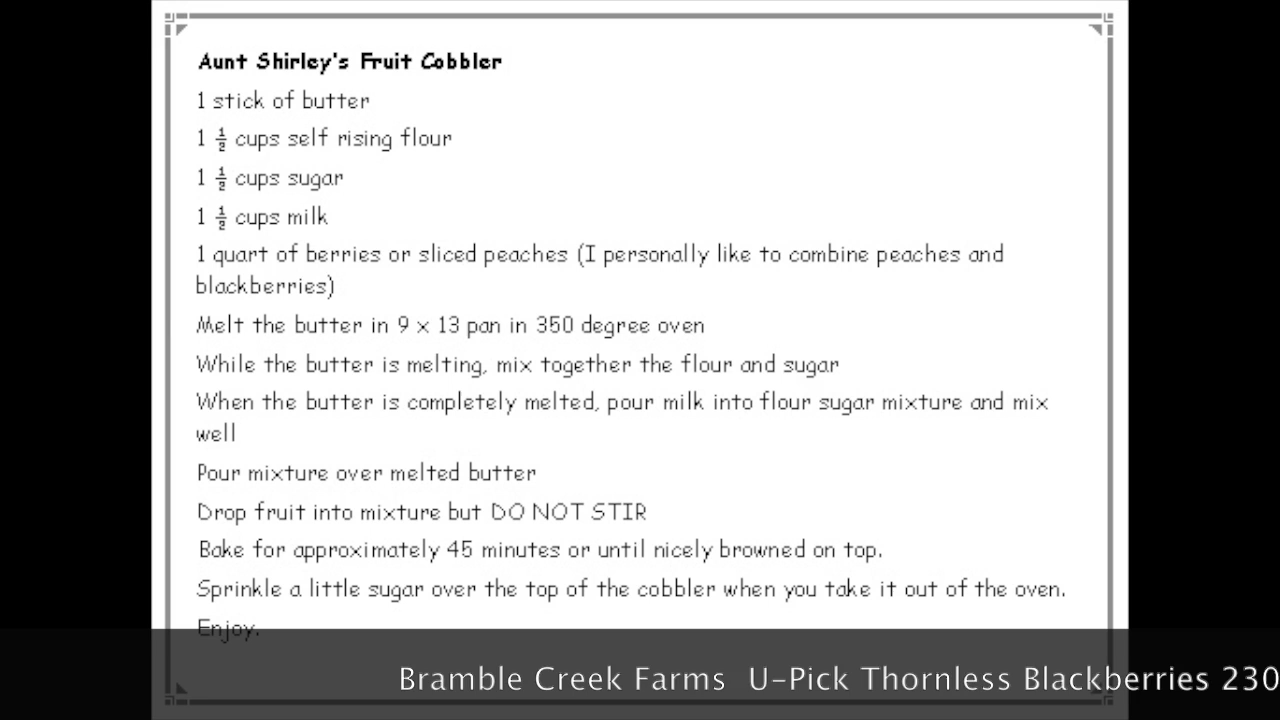 Aunt Shirley's Fruit Cobbler
1 stick of butter
1 ½ cups self rising flour
1 ½ cups sugar
1 ½ cups milk
1 quart of berries or sliced peaches (I personally like to combine peaches and
blackberries)
Melt the butter in 9 x 13 pan in 350 degree oven
While the butter is melting, mix together the flour and sugar
When the butter is completely melted, pour milk into flour sugar mixture and mix
well
Pour mixture over melted butter
Drop fruit into mixture but DO NOT STIR
Bake for approximately 45 minutes or until nicely browned on top.
Sprinkle a little sugar over the top of the cobbler when you take it out of the oven.
Enjoy.
Bramble Creek Farms U-Pick Thornless Blackberries 230